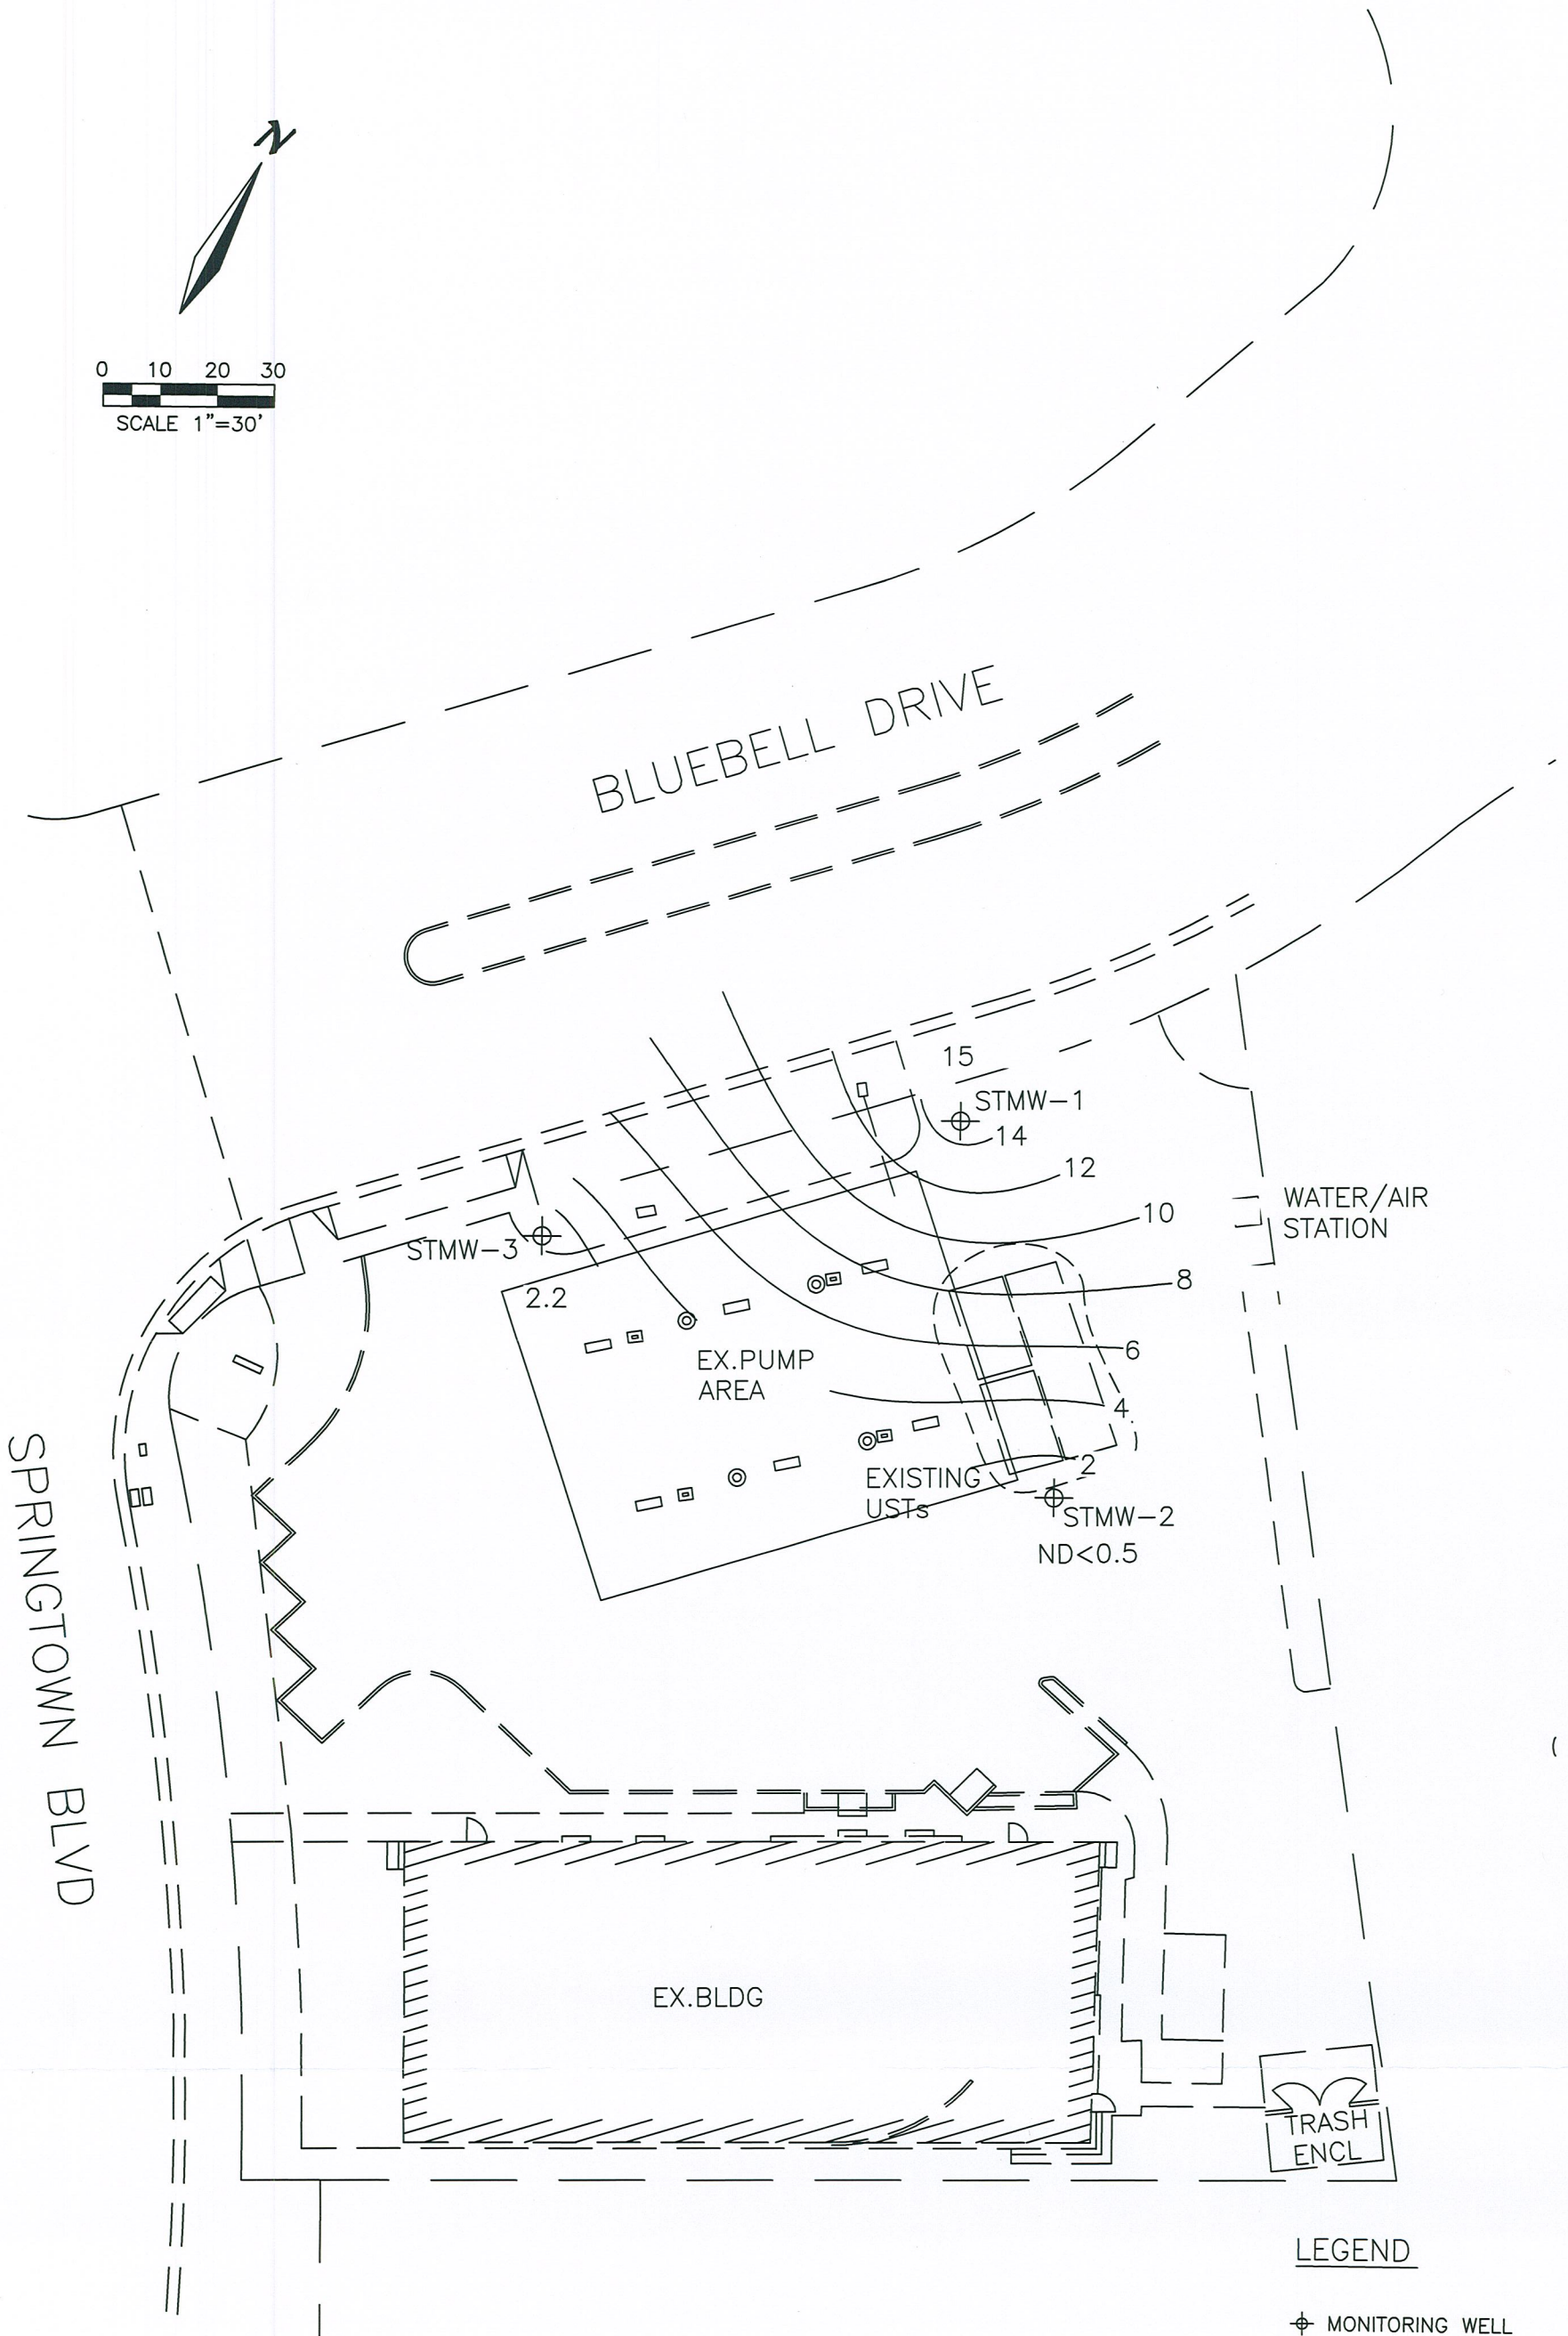 N
0 10 20 30
SCALE 1"=30'
BLUEBELL DRIVE
15
STMW-1
14
12
10
WATER/AIR
STATION
STMW-3
2.2
8
6
EX.PUMP
AREA
4
2
EXISTING
USTs
STMW-2
ND<0.5
SPRINGTOWN BLVD
EX.BLDG
TRASH
ENCL
LEGEND
MONITORING WELL